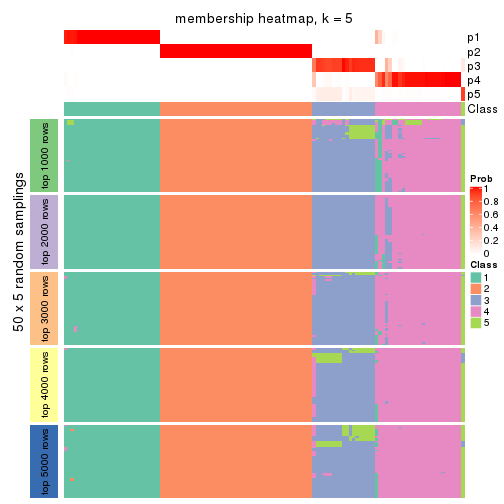 membership heatmap, k = 5
p1
p2
p3
p4
p5
Class
50 x 5 random samplings
top 1000 rows
top 2000 rows
top 3000 rows
top 4000 rows
top 5000 rows
Prob
1
0.8
0.6
0.4
0.2
0
Class
1
2
3
4
5